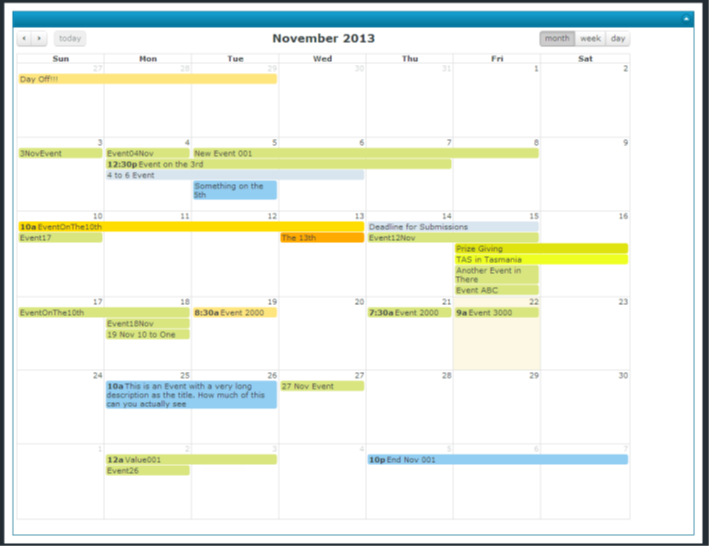 today
November 2013
month week day
Sun Mon Tue Wed Thu Fri Sat
27 28 29 30 31 1 2
Day Off!!!
3 4 5 6 7 8 9
3NovEvent Event04Nov New Event 001
12:30p Event on the 3rd
4 to 6 Event
Something on the
5th
10 11 12 13 14 15 16
10a EventOnThe10th Deadline for Submissions
Event17 The 13th Event12Nov
Prize Giving
TAS in Tasmania
Another Event in
There
Event ABC
17 18 19 20 21 22 23
EventOnThe10th 8:30a Event 2000 7:30a Event 2000 9a Event 3000
Event18Nov
19 Nov 10 to One
24 25 26 27 28 29 30
10a This is an Event with a very long 27 Nov Event
description as the title. How much of this
can you actually see
1 2 3 4 5 6 7
12a Value001 10p End Nov 001
Event26